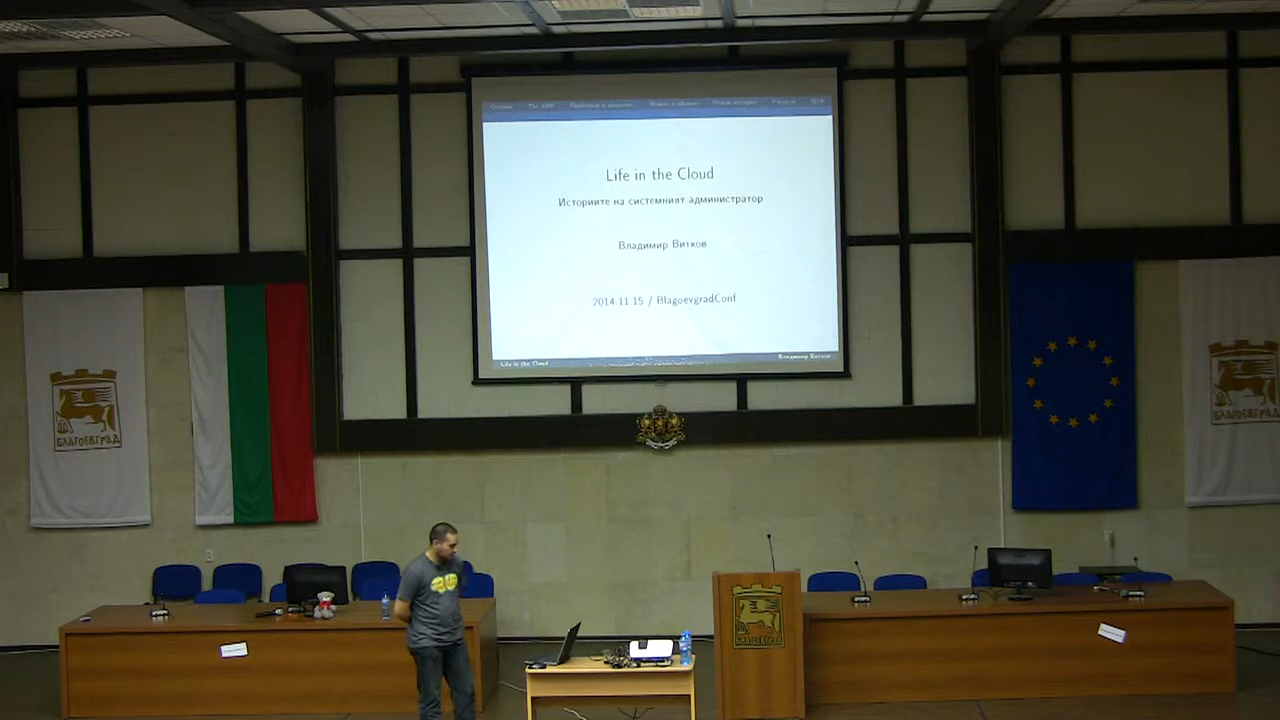 Life in the Cloud
Историите на системният администратор
Владимир Витков
2014.11.15 / BlagoevgradConf
Life in the Cloud
Владимир Витков
БЛАГОЕВГРАД
БЛАГОЕВГРАД
БЛАГОЕВГРАД